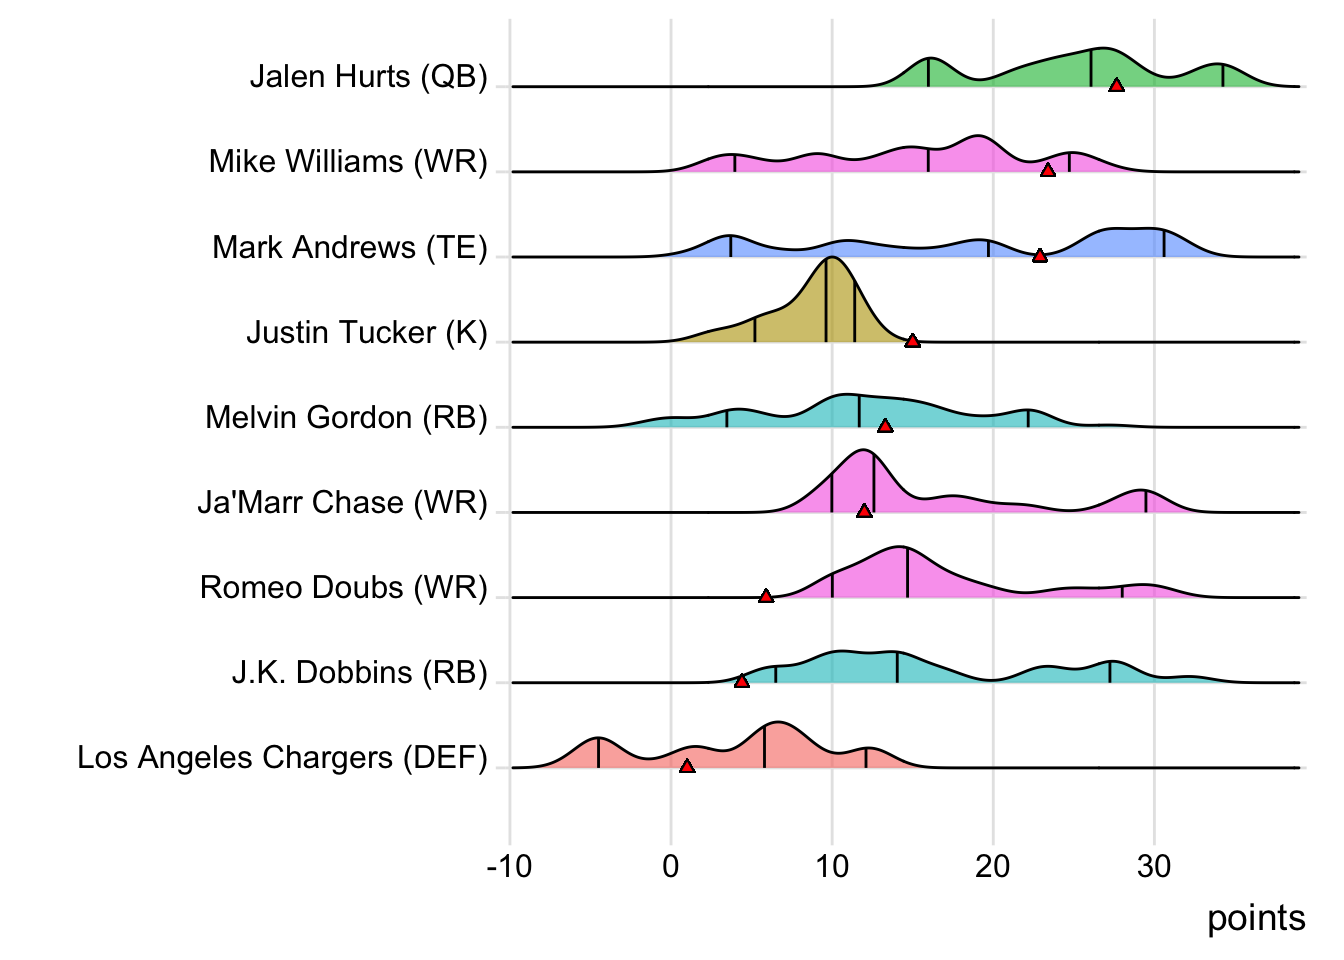 Jalen Hurts (QB)
Mike Williams (WR)
Mark Andrews (TE)
Justin Tucker (K)
Melvin Gordon (RB)
Ja'Marr Chase (WR)
Romeo Doubs (WR)
J.K. Dobbins (RB)
Los Angeles Chargers (DEF)
-10 0 10 20 30
points